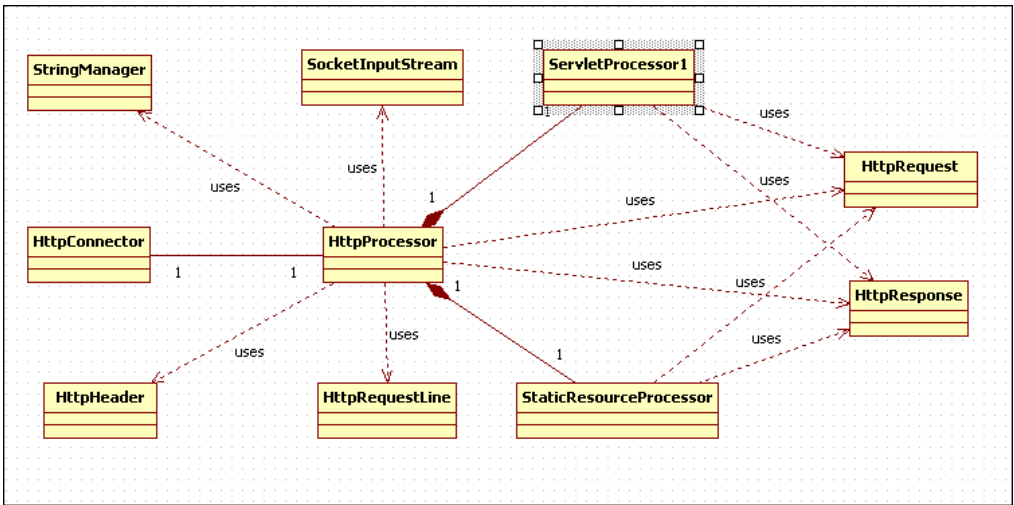 StringManager
SocketInputStream
ServletProcessor1
1
uses
HttpRequest
uses
uses
uses
1
uses
HttpConnector
HttpProcessor
1
1
uses
1
uses
HttpResponse
uses
uses
uses
1
HttpHeader
HttpRequestLine
StaticResourceProcessor